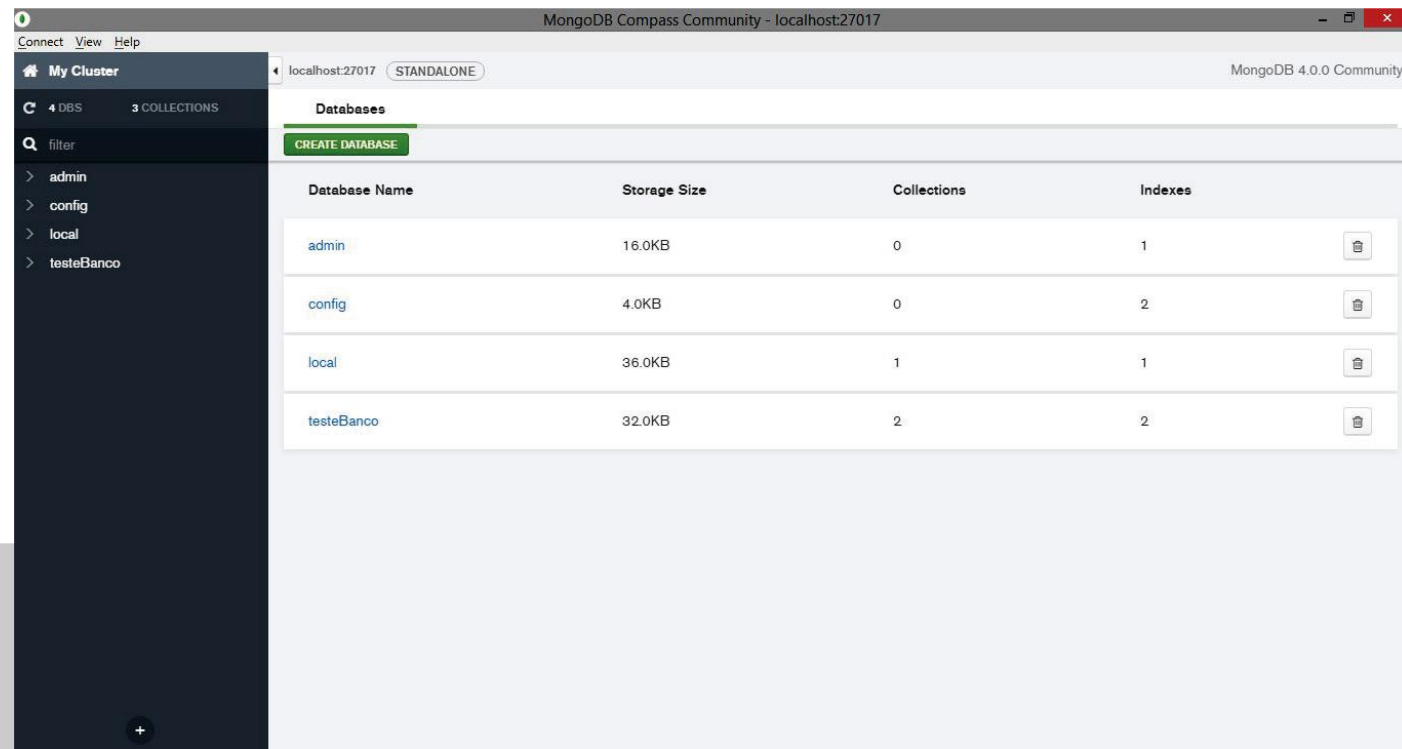 MongoDB Compass Community - localhost:27017
Connect View Help
My Cluster
localhost:27017 STANDALONE
MongoDB 4.0.0 Community
4 DBS 3 COLLECTIONS
Databases
filter
CREATE DATABASE
admin
config
local
testeBanco
Database Name Storage Size Collections Indexes
admin 16.0KB 0 1
config 4.0KB 0 2
local 36.0KB 1 1
testeBanco 32.0KB 2 2